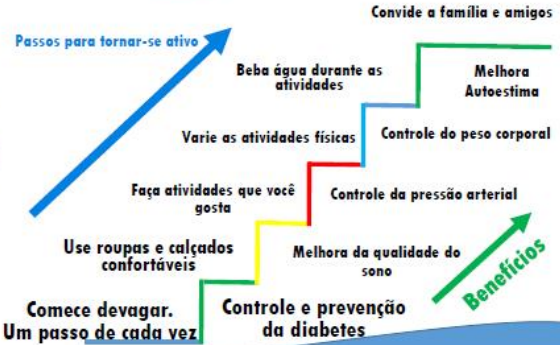 Convide a família e amigos
Passos para tornar-se ativo
Beba água durante as
atividades
Melhora
Autoestima
Varie as atividades físicas
Controle do peso corporal
Faça atividades que você
gosta
Controle da pressão arterial
Use roupas e calçados
confortáveis
Melhora da qualidade do
sono
Benefícios
Comece devagar.
Um passo de cada vez
Controle e prevenção
da diabetes